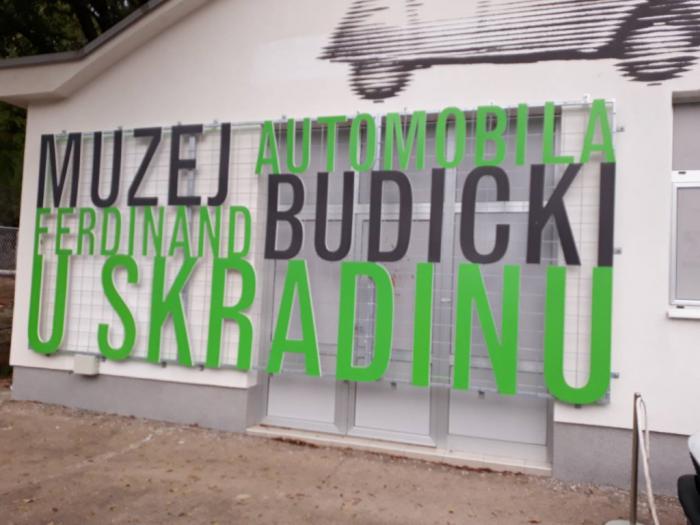 MUZEJ AUTOMOBILA
FERDINAND BUDICKI
U SKRADINU